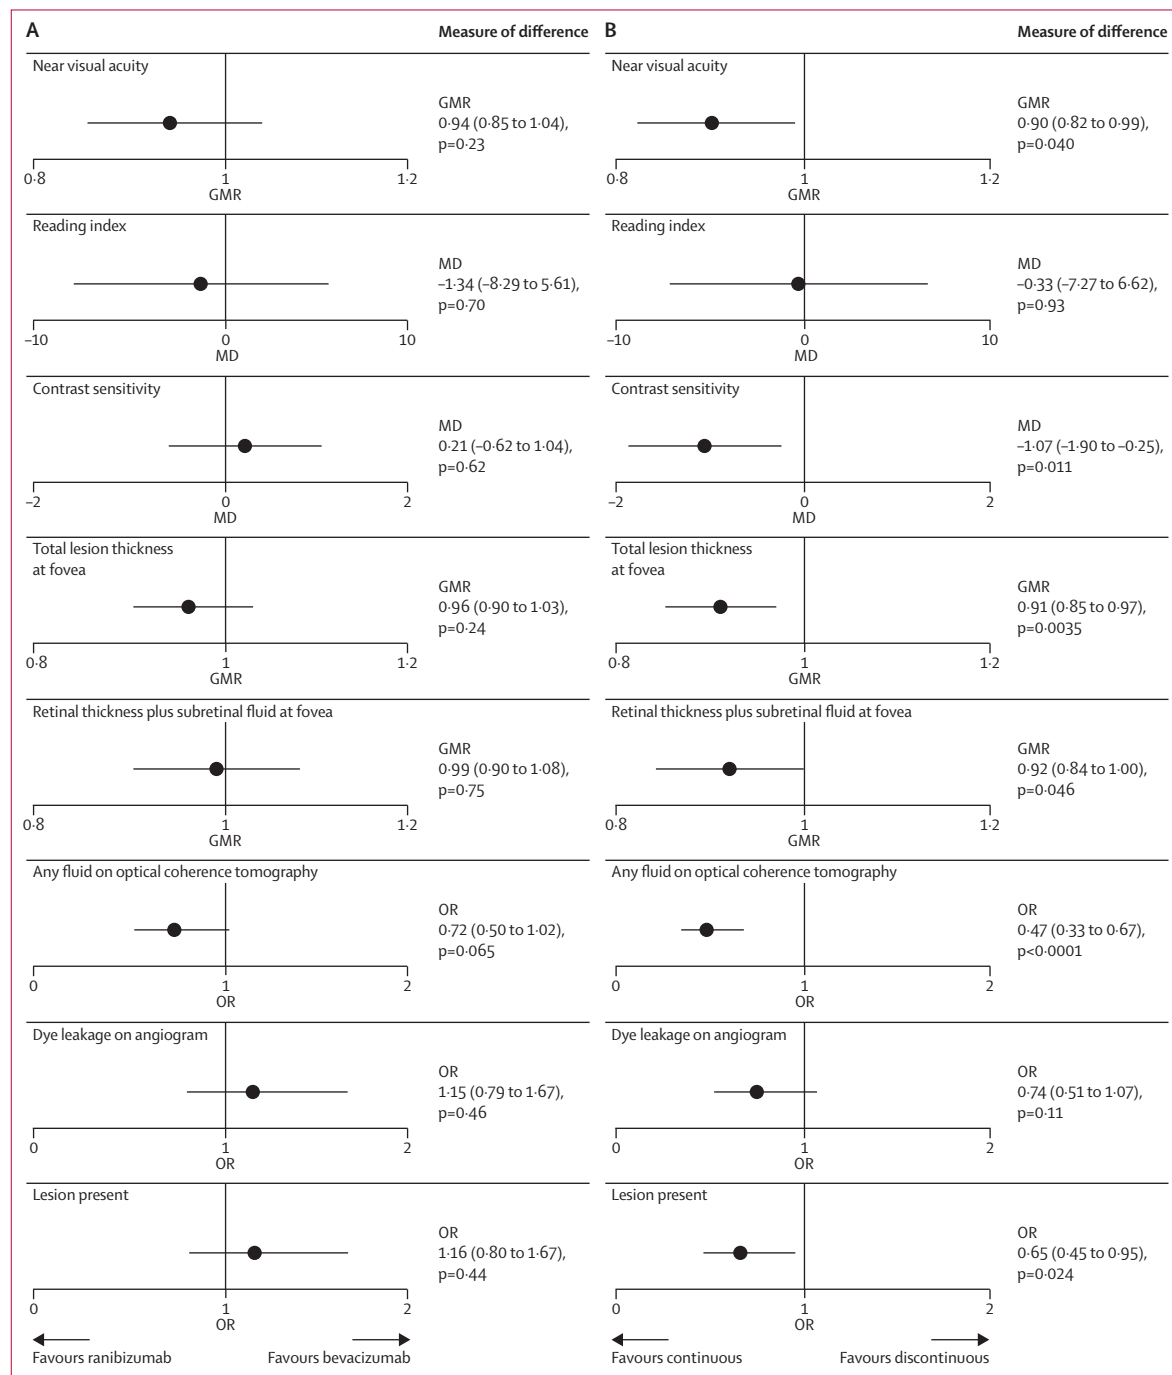 A
Measure of difference
Near visual acuity
GMR
0·94 (0·85 to 1·04),
p=0·23
0·8
1
1·2
GMR
Reading index
MD
–1·34 (–8·29 to 5·61),
p=0·70
–10
0
10
MD
Contrast sensitivity
MD
0·21 (–0·62 to 1·04),
p=0·62
–2
0
2
MD
Total lesion thickness
at fovea
GMR
0·96 (0·90 to 1·03),
p=0·24
0·8
1
1·2
GMR
Retinal thickness plus subretinal fluid at fovea
GMR
0·99 (0·90 to 1·08),
p=0·75
0·8
1
1·2
GMR
Any fluid on optical coherence tomography
OR
0·72 (0·50 to 1·02),
p=0·065
0
1
2
OR
Dye leakage on angiogram
OR
1·15 (0·79 to 1·67),
p=0·46
0
1
2
OR
Lesion present
OR
1·16 (0·80 to 1·67),
p=0·44
0
1
2
OR
Favours ranibizumab
Favours bevacizumab
B
Measure of difference
Near visual acuity
GMR
0·90 (0·82 to 0·99),
p=0·040
0·8
1
1·2
GMR
Reading index
MD
–0·33 (–7·27 to 6·62),
p=0·93
–10
0
10
MD
Contrast sensitivity
MD
–1·07 (–1·90 to –0·25),
p=0·011
–2
0
2
MD
Total lesion thickness
at fovea
GMR
0·91 (0·85 to 0·97),
p=0·0035
0·8
1
1·2
GMR
Retinal thickness plus subretinal fluid at fovea
GMR
0·92 (0·84 to 1·00),
p=0·046
0·8
1
1·2
GMR
Any fluid on optical coherence tomography
OR
0·47 (0·33 to 0·67),
p<0·0001
0
1
2
OR
Dye leakage on angiogram
OR
0·74 (0·51 to 1·07),
p=0·11
0
1
2
OR
Lesion present
OR
0·65 (0·45 to 0·95),
p=0·024
0
1
2
OR
Favours continuous
Favours discontinuous